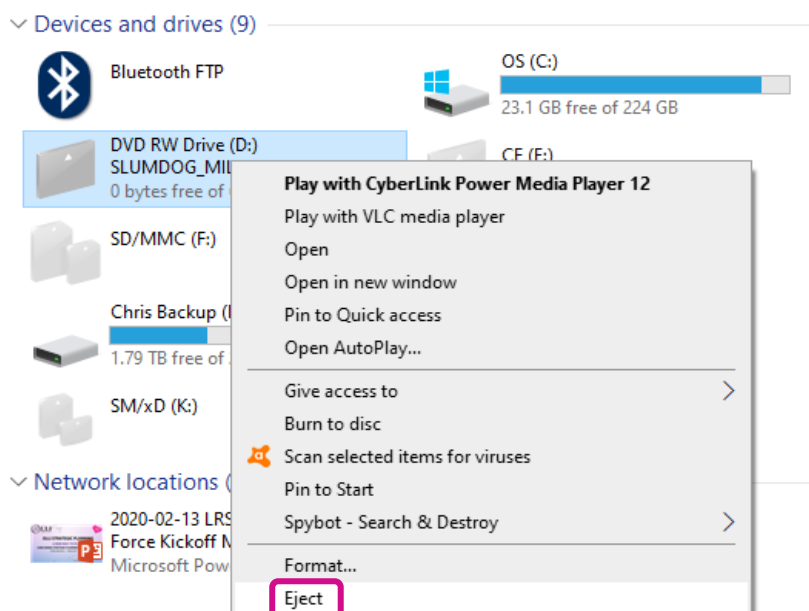 Devices and drives (9)
Bluetooth FTP
OS (C:)
23.1 GB free of 224 GB
DVD RW Drive (D:)
SLUMDOG_MIL
0 bytes free of
CF (E:)
SD/MMC (F:)
Chris Backup (
1.79 TB free of
SM/xD (K:)
Network locations (
2020-02-13 LRS
Force Kickoff M
Microsoft Pow
Play with CyberLink Power Media Player 12
Play with VLC media player
Open
Open in new window
Pin to Quick access
Open AutoPlay...
Give access to
Burn to disc
Scan selected items for viruses
Pin to Start
Spybot - Search & Destroy
Format...
Eject